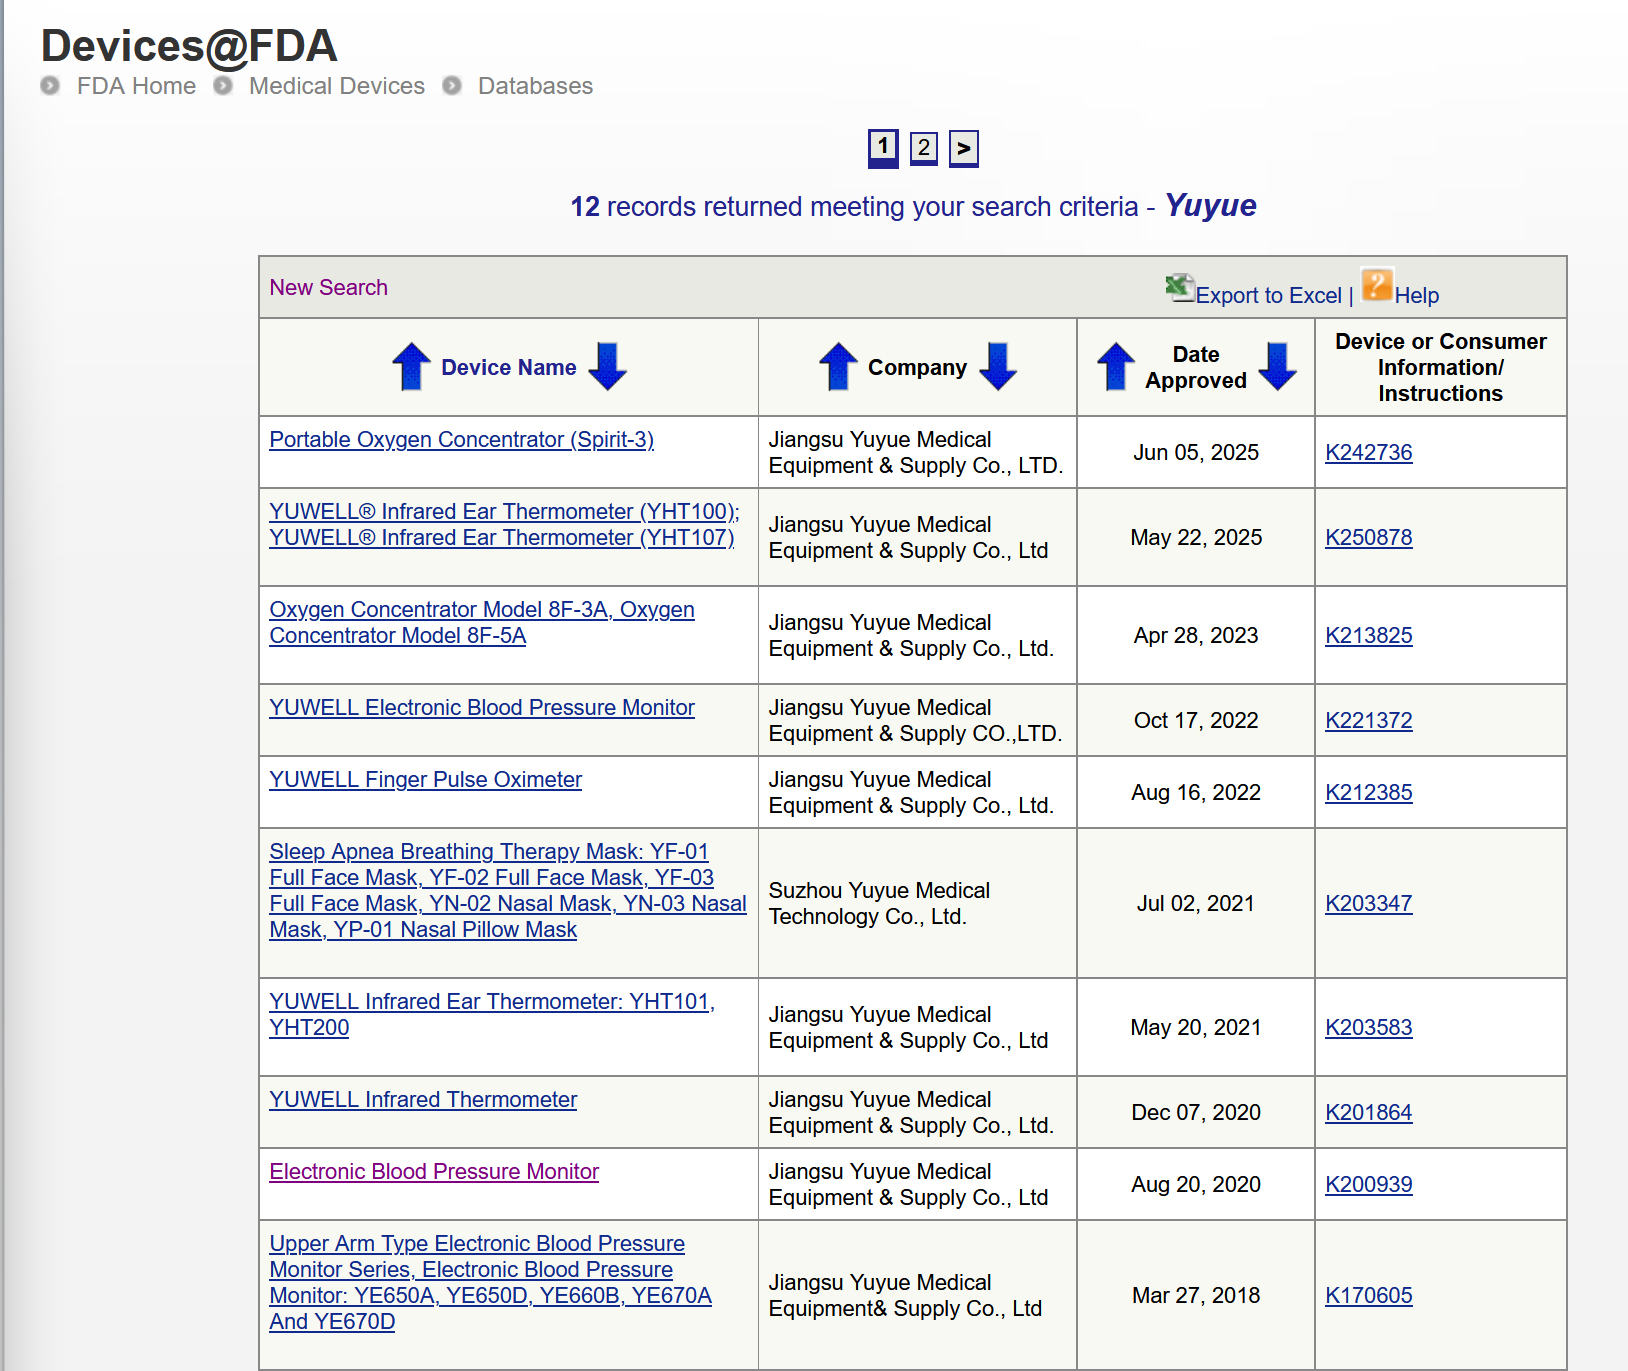 Devices@FDA
FDA Home Medical Devices Databases
1 2 >
12 records returned meeting your search criteria - Yuyue
New Search
Export to Excel | Help
Device Name
Company
Date
Approved
Device or Consumer
Information/
Instructions
Portable Oxygen Concentrator (Spirit-3)
Jiangsu Yuyue Medical
Equipment & Supply Co., LTD.
Jun 05, 2025
K242736
YUWELL® Infrared Ear Thermometer (YHT100);
YUWELL® Infrared Ear Thermometer (YHT107)
Jiangsu Yuyue Medical
Equipment & Supply Co., Ltd
May 22, 2025
K250878
Oxygen Concentrator Model 8F-3A, Oxygen
Concentrator Model 8F-5A
Jiangsu Yuyue Medical
Equipment & Supply Co., Ltd.
Apr 28, 2023
K213825
YUWELL Electronic Blood Pressure Monitor
Jiangsu Yuyue Medical
Equipment & Supply CO.,LTD.
Oct 17, 2022
K221372
YUWELL Finger Pulse Oximeter
Jiangsu Yuyue Medical
Equipment & Supply Co., Ltd.
Aug 16, 2022
K212385
Sleep Apnea Breathing Therapy Mask: YF-01
Full Face Mask, YF-02 Full Face Mask, YF-03
Full Face Mask, YN-02 Nasal Mask, YN-03 Nasal
Mask, YP-01 Nasal Pillow Mask
Suzhou Yuyue Medical
Technology Co., Ltd.
Jul 02, 2021
K203347
YUWELL Infrared Ear Thermometer: YHT101,
YHT200
Jiangsu Yuyue Medical
Equipment & Supply Co., Ltd
May 20, 2021
K203583
YUWELL Infrared Thermometer
Jiangsu Yuyue Medical
Equipment & Supply Co., Ltd.
Dec 07, 2020
K201864
Electronic Blood Pressure Monitor
Jiangsu Yuyue Medical
Equipment & Supply Co., Ltd
Aug 20, 2020
K200939
Upper Arm Type Electronic Blood Pressure
Monitor Series, Electronic Blood Pressure
Monitor: YE650A, YE650D, YE660B, YE670A
And YE670D
Jiangsu Yuyue Medical
Equipment& Supply Co., Ltd
Mar 27, 2018
K170605